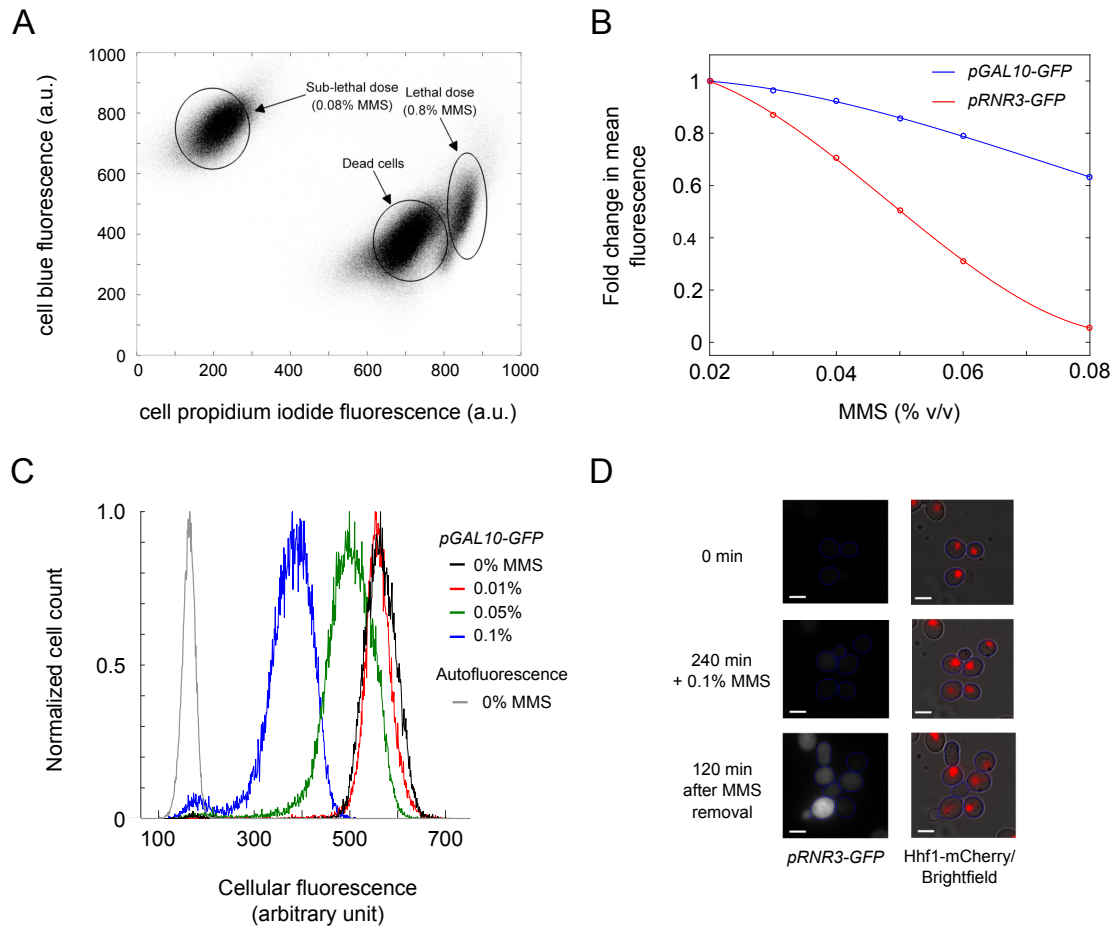 A
1000
800
600
400
200
0
cell blue fluorescence (a.u.)
Sub-lethal dose
(0.08% MMS)
Lethal dose
(0.8% MMS)
Dead cells
0
200
400
600
800
1000
cell propidium iodide fluorescence (a.u.)
B
1
0.8
0.6
0.4
0.2
0
Fold change in mean
fluorescence
pGAL10-GFP
pRNR3-GFP
0.02
0.04
0.06
0.08
MMS (% v/v)
C
1.0
0.5
0
Normalized cell count
pGAL10-GFP
0% MMS
0.01%
0.05%
0.1%
Autofluorescence
0% MMS
100
300
500
700
Cellular fluorescence
(arbitrary unit)
D
0 min
240 min
+ 0.1% MMS
120 min
after MMS
removal
pRNR3-GFP
Hhf1-mCherry/
Brightfield